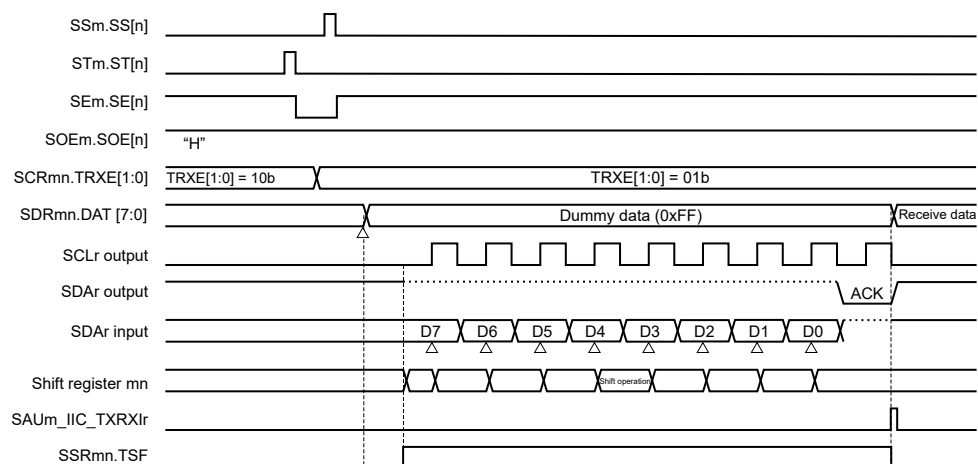 SSm.SS[n]
STm.ST[n]
SEm.SE[n]
SOEm.SOE[n] “H”
SCRmn.TRXE[1:0] TRXE[1:0] = 10b TRXE[1:0] = 01b
SDRmn.DAT [7:0] Dummy data (0xFF) Receive data
SCLr output
SDAr output ACK
SDAr input D7 D6 D5 D4 D3 D2 D1 D0
Shift register mn Shift operation
SAUm_IIC_TXRXIr
SSRmn.TSF